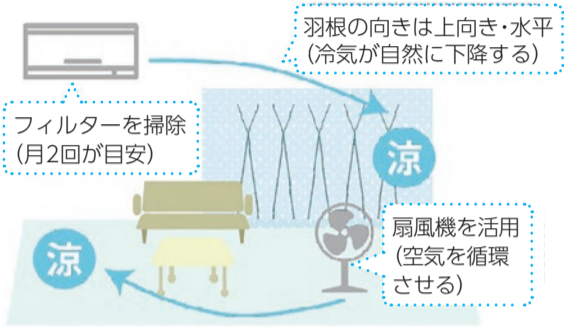 羽根の向きは上向き・水平
（冷気が自然に下降する）
フィルターを掃除
（月2回が目安）
涼
扇風機を活用
（空気を循環
させる）
涼